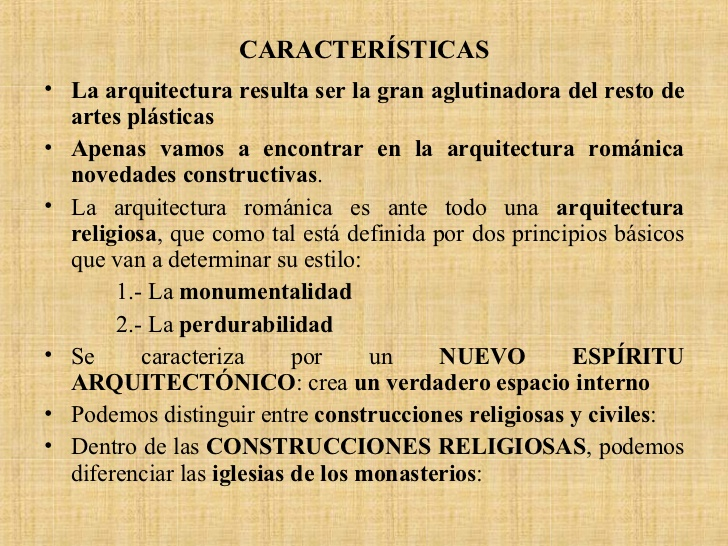 CARACTERÍSTICAS
• La arquitectura resulta ser la gran aglutinadora del resto de
artes plásticas
• Apenas vamos a encontrar en la arquitectura románica
novedades constructivas.
• La arquitectura románica es ante todo una arquitectura
religiosa, que como tal está definida por dos principios básicos
que van a determinar su estilo:
1.- La monumentalidad
2.- La perdurabilidad
• Se caracteriza por un NUEVO ESPÍRITU
ARQUITECTÓNICO: crea un verdadero espacio interno
• Podemos distinguir entre construcciones religiosas y civiles:
• Dentro de las CONSTRUCCIONES RELIGIOSAS, podemos
diferenciar las iglesias de los monasterios: